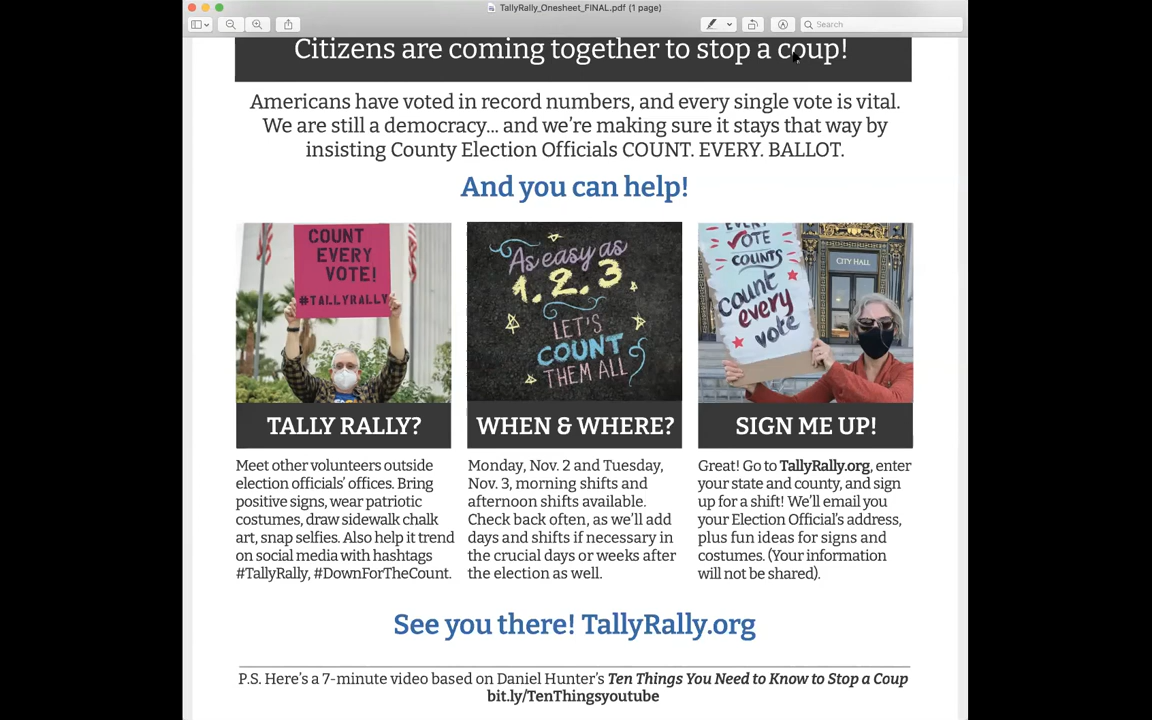 TallyRally_Onesheet_FINAL.pdf (1 page)
Search
Citizens are coming together to stop a coup!
Americans have voted in record numbers, and every single vote is vital.
We are still a democracy... and we're making sure it stays that way by
insisting County Election Officials COUNT. EVERY. BALLOT.
And you can help!
COUNT
EVERY
VOTE!
#TALLYRALLY
TALLY RALLY?
Meet other volunteers outside
election officials' offices. Bring
positive signs, wear patriotic
costumes, draw sidewalk chalk
art, snap selfies. Also help it trend
on social media with hashtags
#TallyRally, #DownForTheCount.
As easy as
1.2.3
LET'S
COUNT
THEM ALL
WHEN & WHERE?
Monday, Nov. 2 and Tuesday,
Nov. 3, morning shifts and
afternoon shifts available.
Check back often, as we'll add
days and shifts if necessary in
the crucial days or weeks after
the election as well.
EVERY
VOTE
COUNTS
count
every
vote
CITY HALL
SIGN ME UP!
Great! Go to TallyRally.org, enter
your state and county, and sign
up for a shift! We'll email you
your Election Official's address,
plus fun ideas for signs and
costumes. (Your information
will not be shared).
See you there! TallyRally.org
P.S. Here's a 7-minute video based on Daniel Hunter's Ten Things You Need to Know to Stop a Coup
bit.ly/TenThingsyoutube